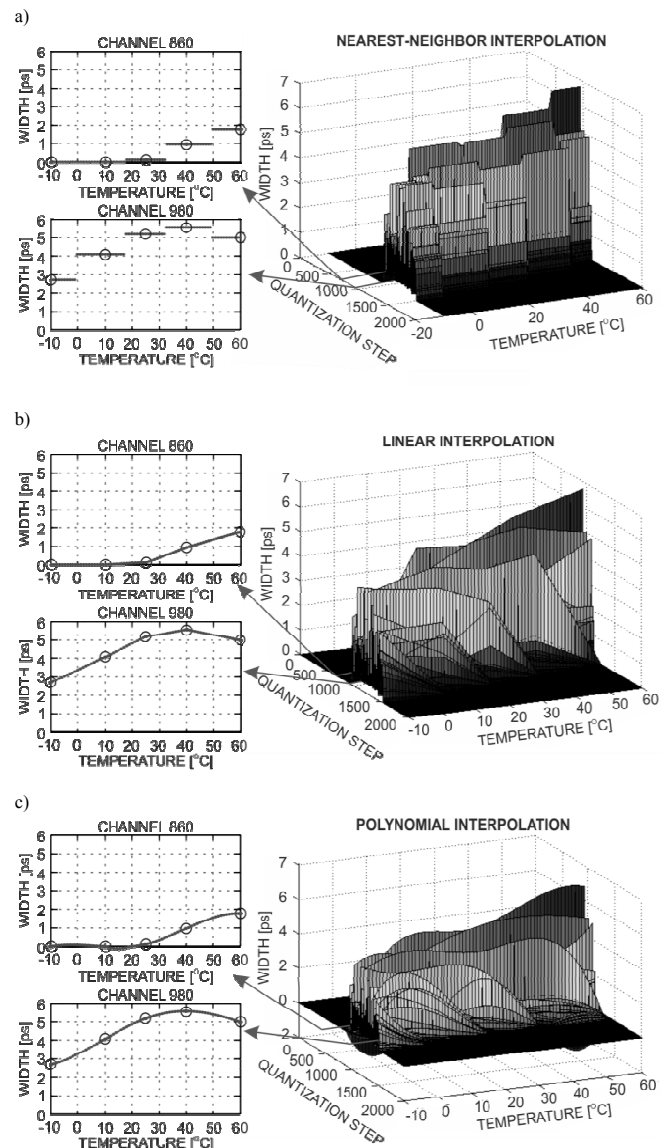 a)
CHANNEL 860
NEAREST-NEIGHBOR INTERPOLATION
WIDTH [ps]
6
5
4
3
2
1
0
-10 0 10 20 30 40 50 60
TEMPERATURE [°C]
CHANNEL 980
WIDTH [ps]
6
5
4
3
2
1
0
-10 0 10 20 30 40 50 60
TEMPERATURE [°C]
WIDTH [ps]
7
6
5
4
3
2
1
0
0
500
1000
1500
2000
QUANTIZATION STEP
-20 0 20 40 60
TEMPERATURE [°C]
b)
CHANNEL 860
LINEAR INTERPOLATION
WIDTH [ps]
6
5
4
3
2
1
0
-10 0 10 20 30 40 50 60
TEMPERATURE [°C]
CHANNEL 980
WIDTH [ps]
6
5
4
3
2
1
0
-10 0 10 20 30 40 50 60
TEMPERATURE [°C]
WIDTH [ps]
7
6
5
4
3
2
1
0
0
500
1000
1500
2000
QUANTIZATION STEP
-10 0 10 20 30 40 50 60
TEMPERATURE [°C]
c)
CHANNEL 860
POLYNOMIAL INTERPOLATION
WIDTH [ps]
6
5
4
3
2
1
0
-10 0 10 20 30 40 50 60
TEMPERATURE [°C]
CHANNEL 980
WIDTH [ps]
6
5
4
3
2
1
0
-10 0 10 20 30 40 50 60
TEMPERATURE [°C]
WIDTH [ps]
7
6
4
2
0
2
0
500
1000
1500
2000
QUANTIZATION STEP
-10 0 10 20 30 40 50 60
TEMPERATURE [°C]